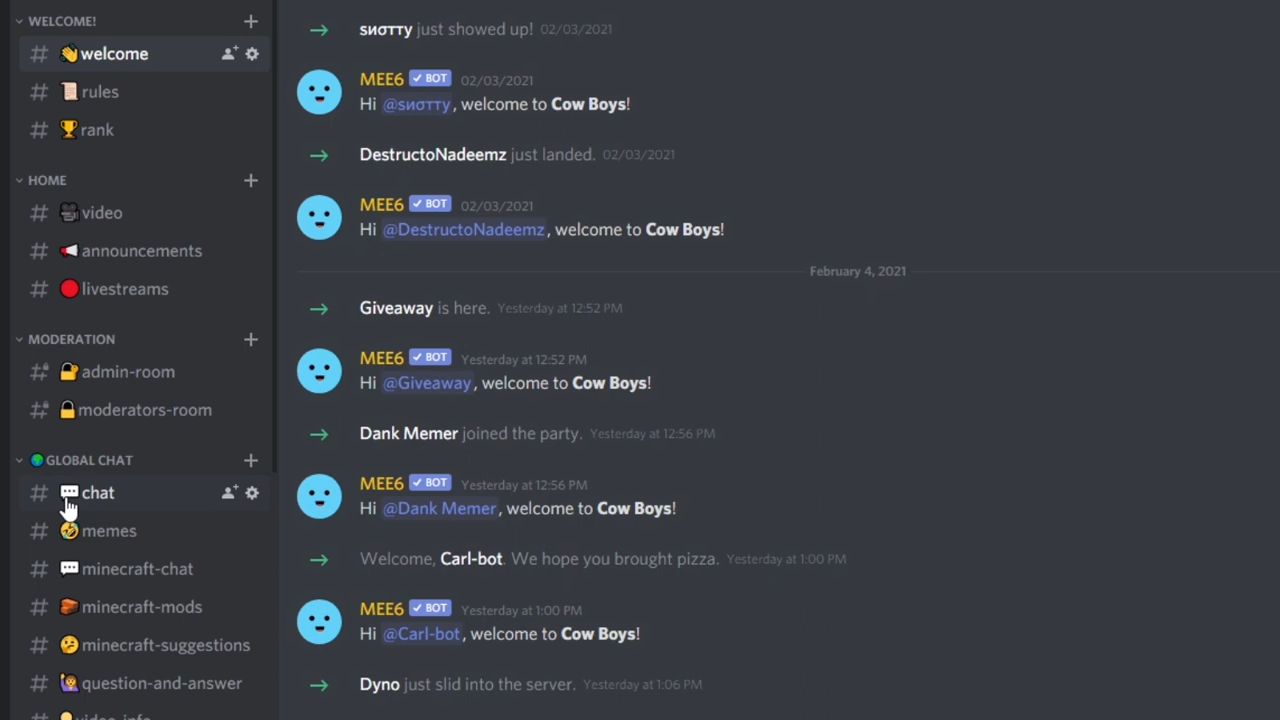 WELCOME!
welcome
rules
rank
HOME
video
announcements
livestreams
MODERATION
admin-room
moderators-room
GLOBAL CHAT
chat
memes
minecraft-chat
minecraft-mods
minecraft-suggestions
question-and-answer
video-info
sиσттy just showed up! 02/03/2021
MEE6 ✓ BOT 02/03/2021
Hi @sиσттy, welcome to Cow Boys!
DestructoNadeemz just landed. 02/03/2021
MEE6 ✓ BOT 02/03/2021
Hi @DestructoNadeemz, welcome to Cow Boys!
February 4, 2021
Giveaway is here. Yesterday at 12:52 PM
MEE6 ✓ BOT Yesterday at 12:52 PM
Hi @Giveaway, welcome to Cow Boys!
Dank Memer joined the party. Yesterday at 12:56 PM
MEE6 ✓ BOT Yesterday at 12:56 PM
Hi @Dank Memer, welcome to Cow Boys!
Welcome, Carl-bot. We hope you brought pizza. Yesterday at 1:00 PM
MEE6 ✓ BOT Yesterday at 1:00 PM
Hi @Carl-bot, welcome to Cow Boys!
Dyno just slid into the server. Yesterday at 1:06 PM